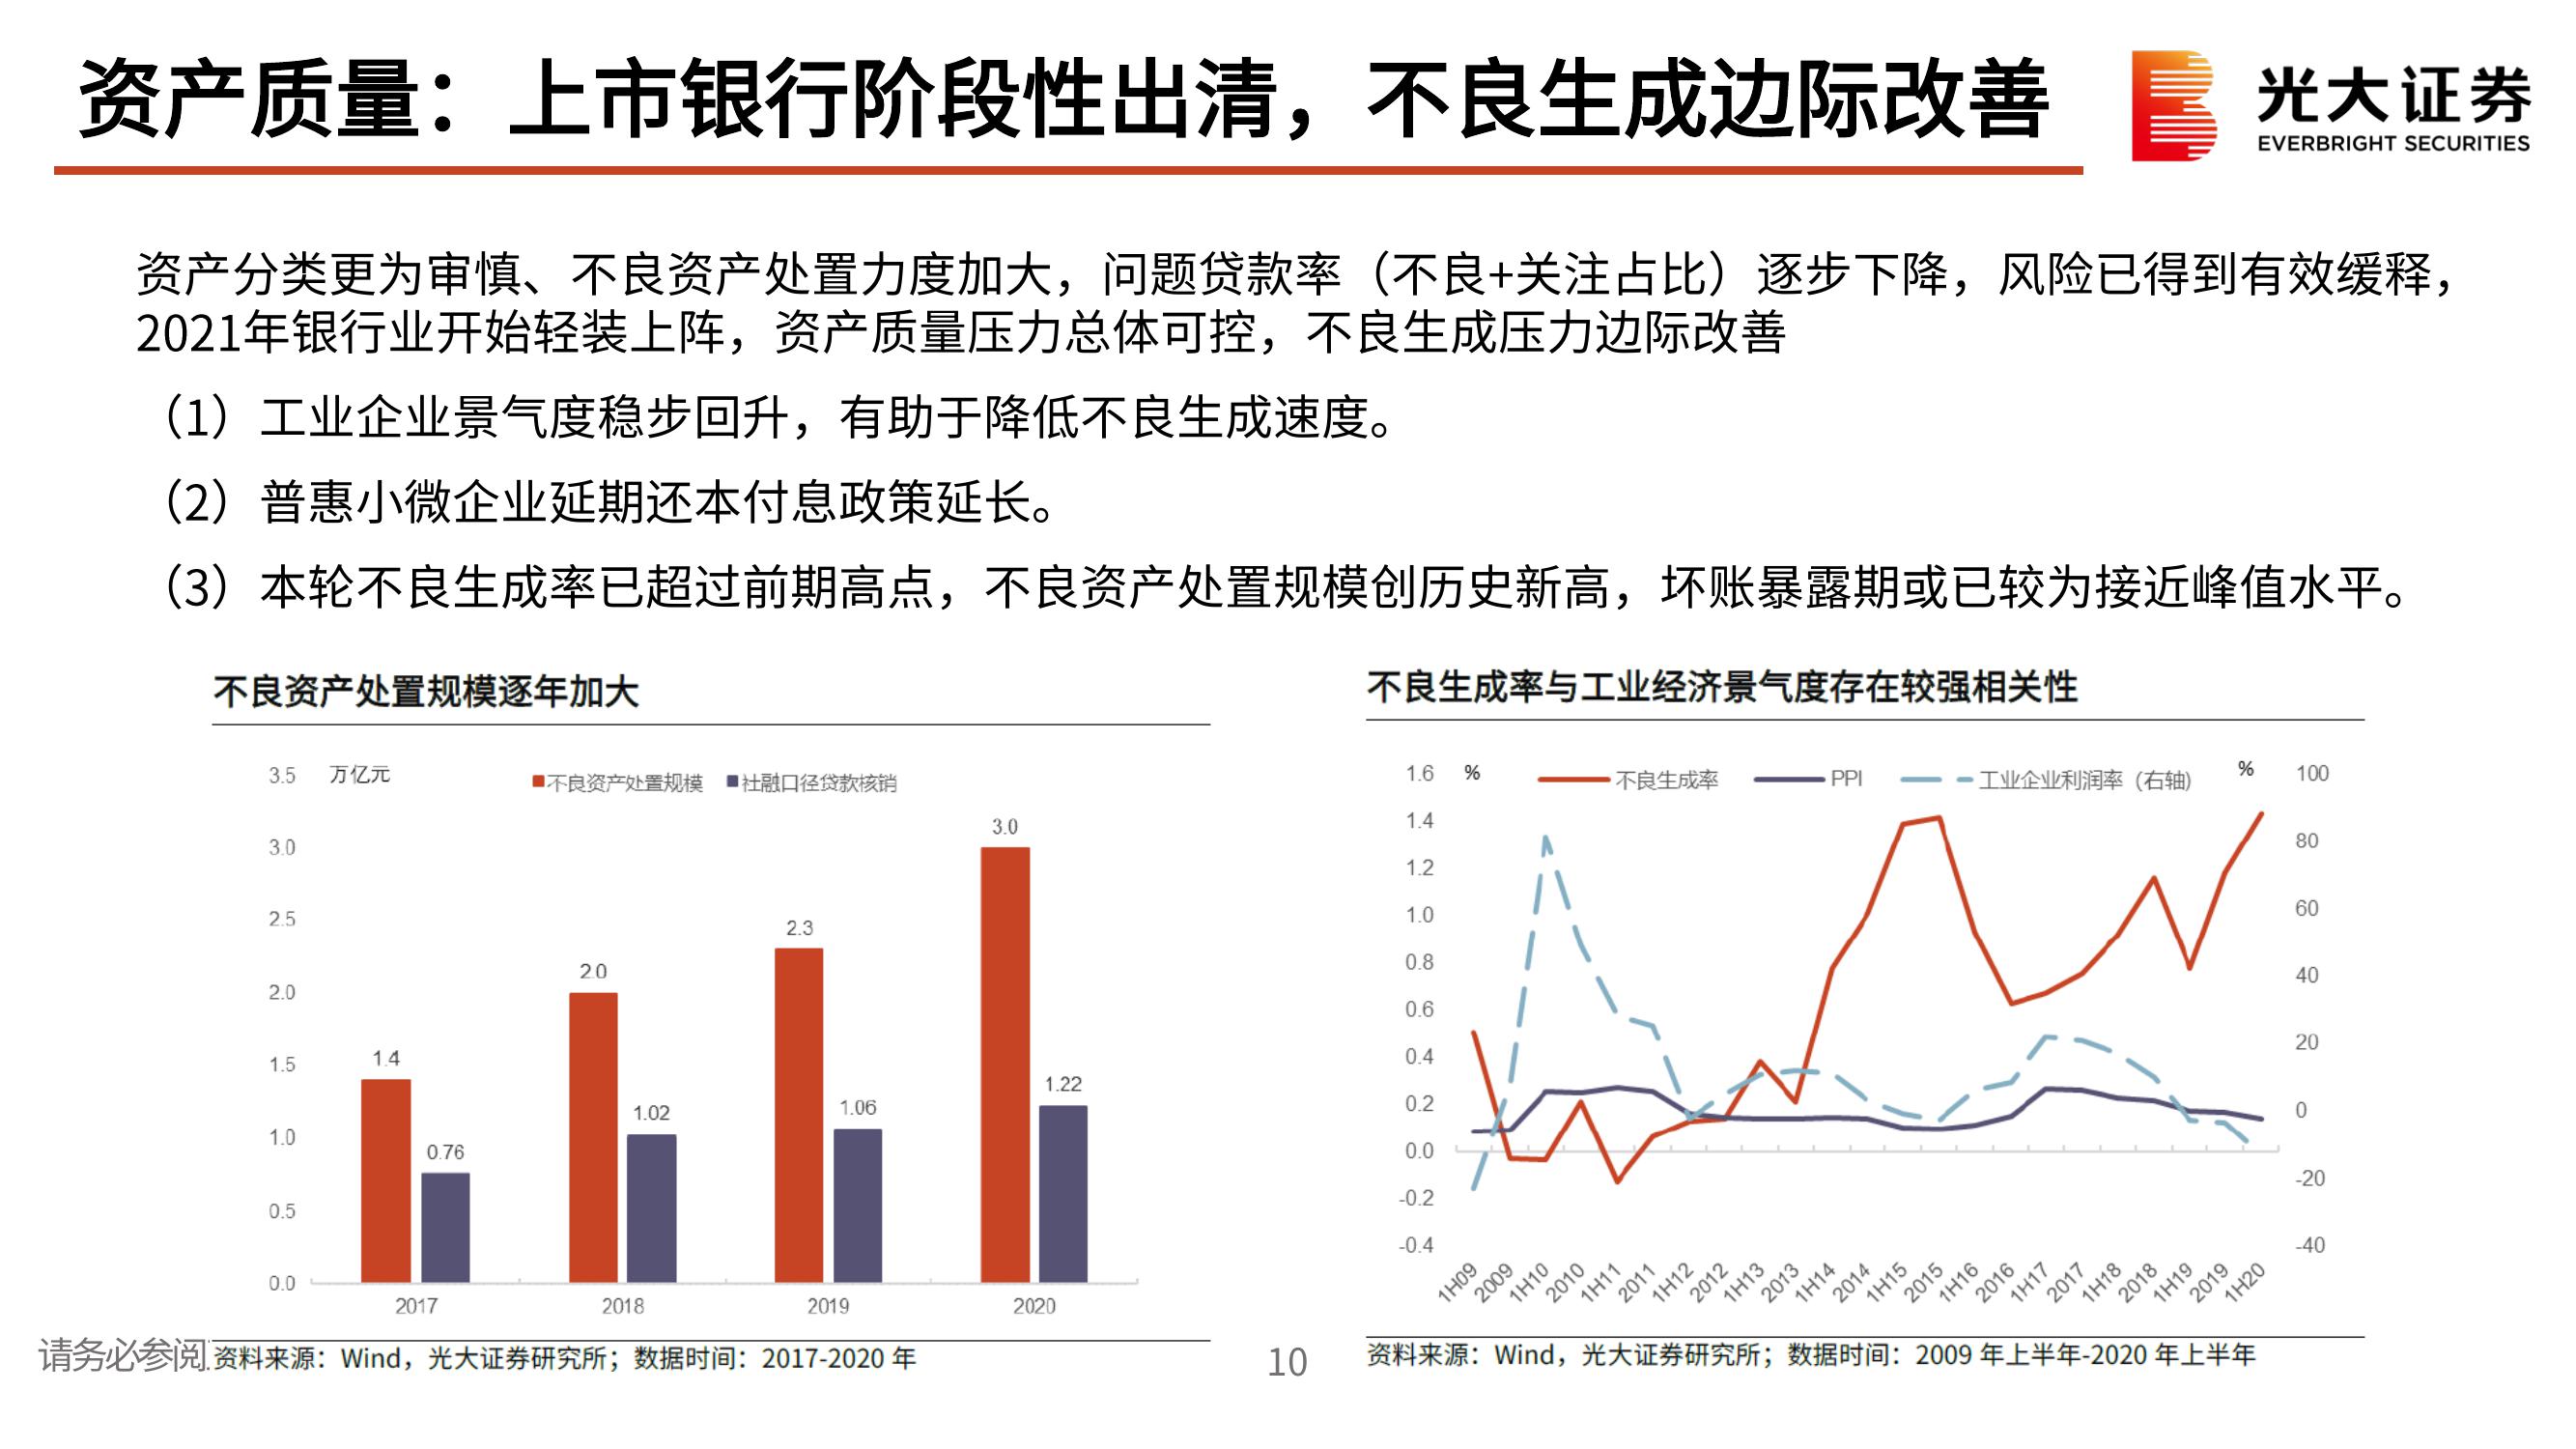 资产质量：上市银行阶段性出清，不良生成边际改善
光大证券
EVERBRIGHT SECURITIES
资产分类更为审慎、不良资产处置力度加大，问题贷款率（不良+关注占比）逐步下降，风险已得到有效缓释，
2021年银行业开始轻装上阵，资产质量压力总体可控，不良生成压力边际改善
（1）工业企业景气度稳步回升，有助于降低不良生成速度。
（2）普惠小微企业延期还本付息政策延长。
（3）本轮不良生成率已超过前期高点，不良资产处置规模创历史新高，坏账暴露期或已较为接近峰值水平。
不良资产处置规模逐年加大
万亿元
不良资产处置规模 社融口径贷款核销
3.5
3.0
2.5
2.0
1.5
1.0
0.5
0.0
1.4
0.76
2.0
1.02
2.3
1.06
3.0
1.22
2017 2018 2019 2020
资料来源：Wind，光大证券研究所；数据时间：2017-2020 年
不良生成率与工业经济景气度存在较强相关性
% 不良生成率 PPI 工业企业利润率（右轴） %
1.6
1.4
1.2
1.0
0.8
0.6
0.4
0.2
0.0
-0.2
-0.4
100
80
60
40
20
0
-20
-40
1H09 2009 1H10 2010 1H11 2011 1H12 2012 1H13 2013 1H14 2014 1H15 2015 1H16 2016 1H17 2017 1H18 2018 1H19 2019 1H20
资料来源：Wind，光大证券研究所；数据时间：2009 年上半年-2020 年上半年
请务必参阅
10